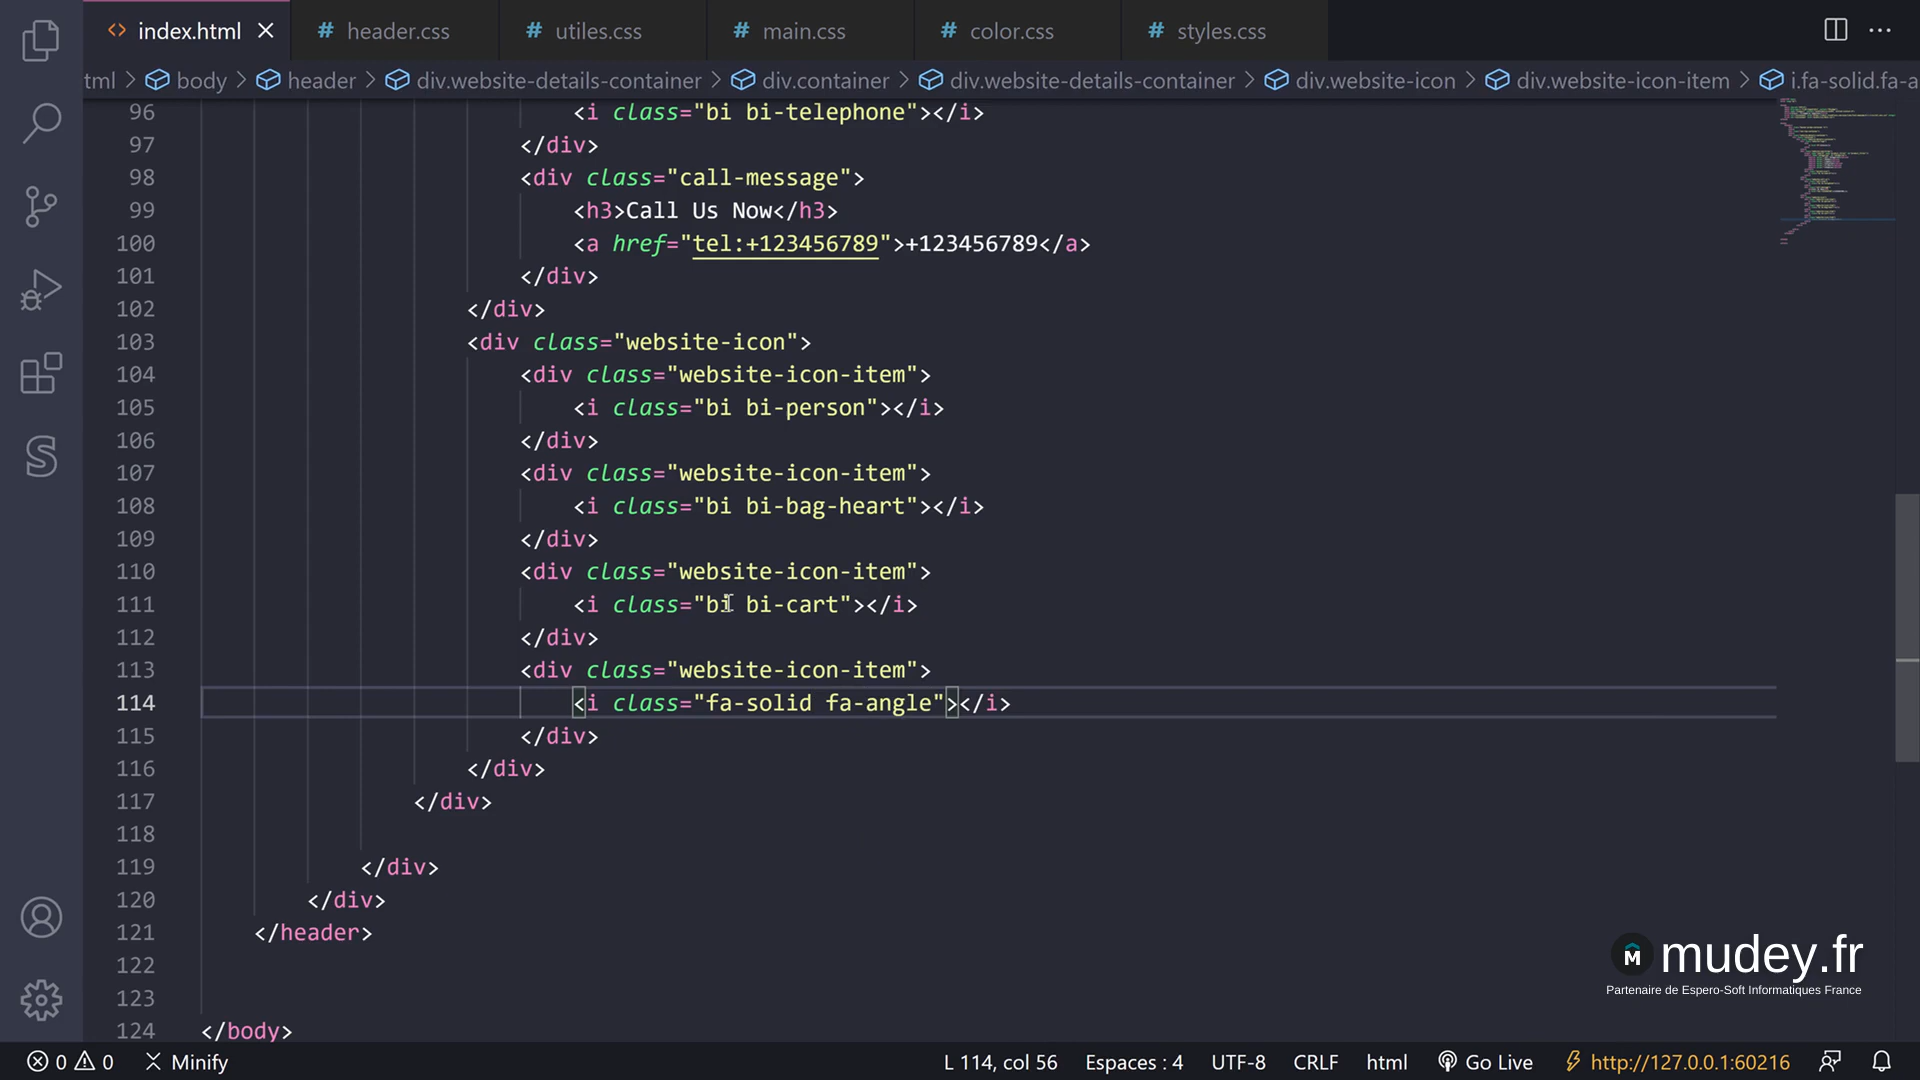 index.html
header.css
utiles.css
main.css
color.css
styles.css
tml > body > header > div.website-details-container > div.container > div.website-details-container > div.website-icon > div.website-icon-item > i.fa-solid.fa-a
96 <i class="bi bi-telephone"></i>
97 </div>
98 <div class="call-message">
99 <h3>Call Us Now</h3>
100 <a href="tel:+123456789">+123456789</a>
101 </div>
102 </div>
103 <div class="website-icon">
104 <div class="website-icon-item">
105 <i class="bi bi-person"></i>
106 </div>
107 <div class="website-icon-item">
108 <i class="bi bi-bag-heart"></i>
109 </div>
110 <div class="website-icon-item">
111 <i class="bi bi-cart"></i>
112 </div>
113 <div class="website-icon-item">
114 <i class="fa-solid fa-angle"></i>
115 </div>
116 </div>
117 </div>
118
119 </div>
120 </div>
121 </header>
122
123
124 </body>
mudey.fr
Partenaire de Espero-Soft Informatiques France
0 0 Minify L 114, col 56 Espaces : 4 UTF-8 CRLF html Go Live http://127.0.0.1:60216